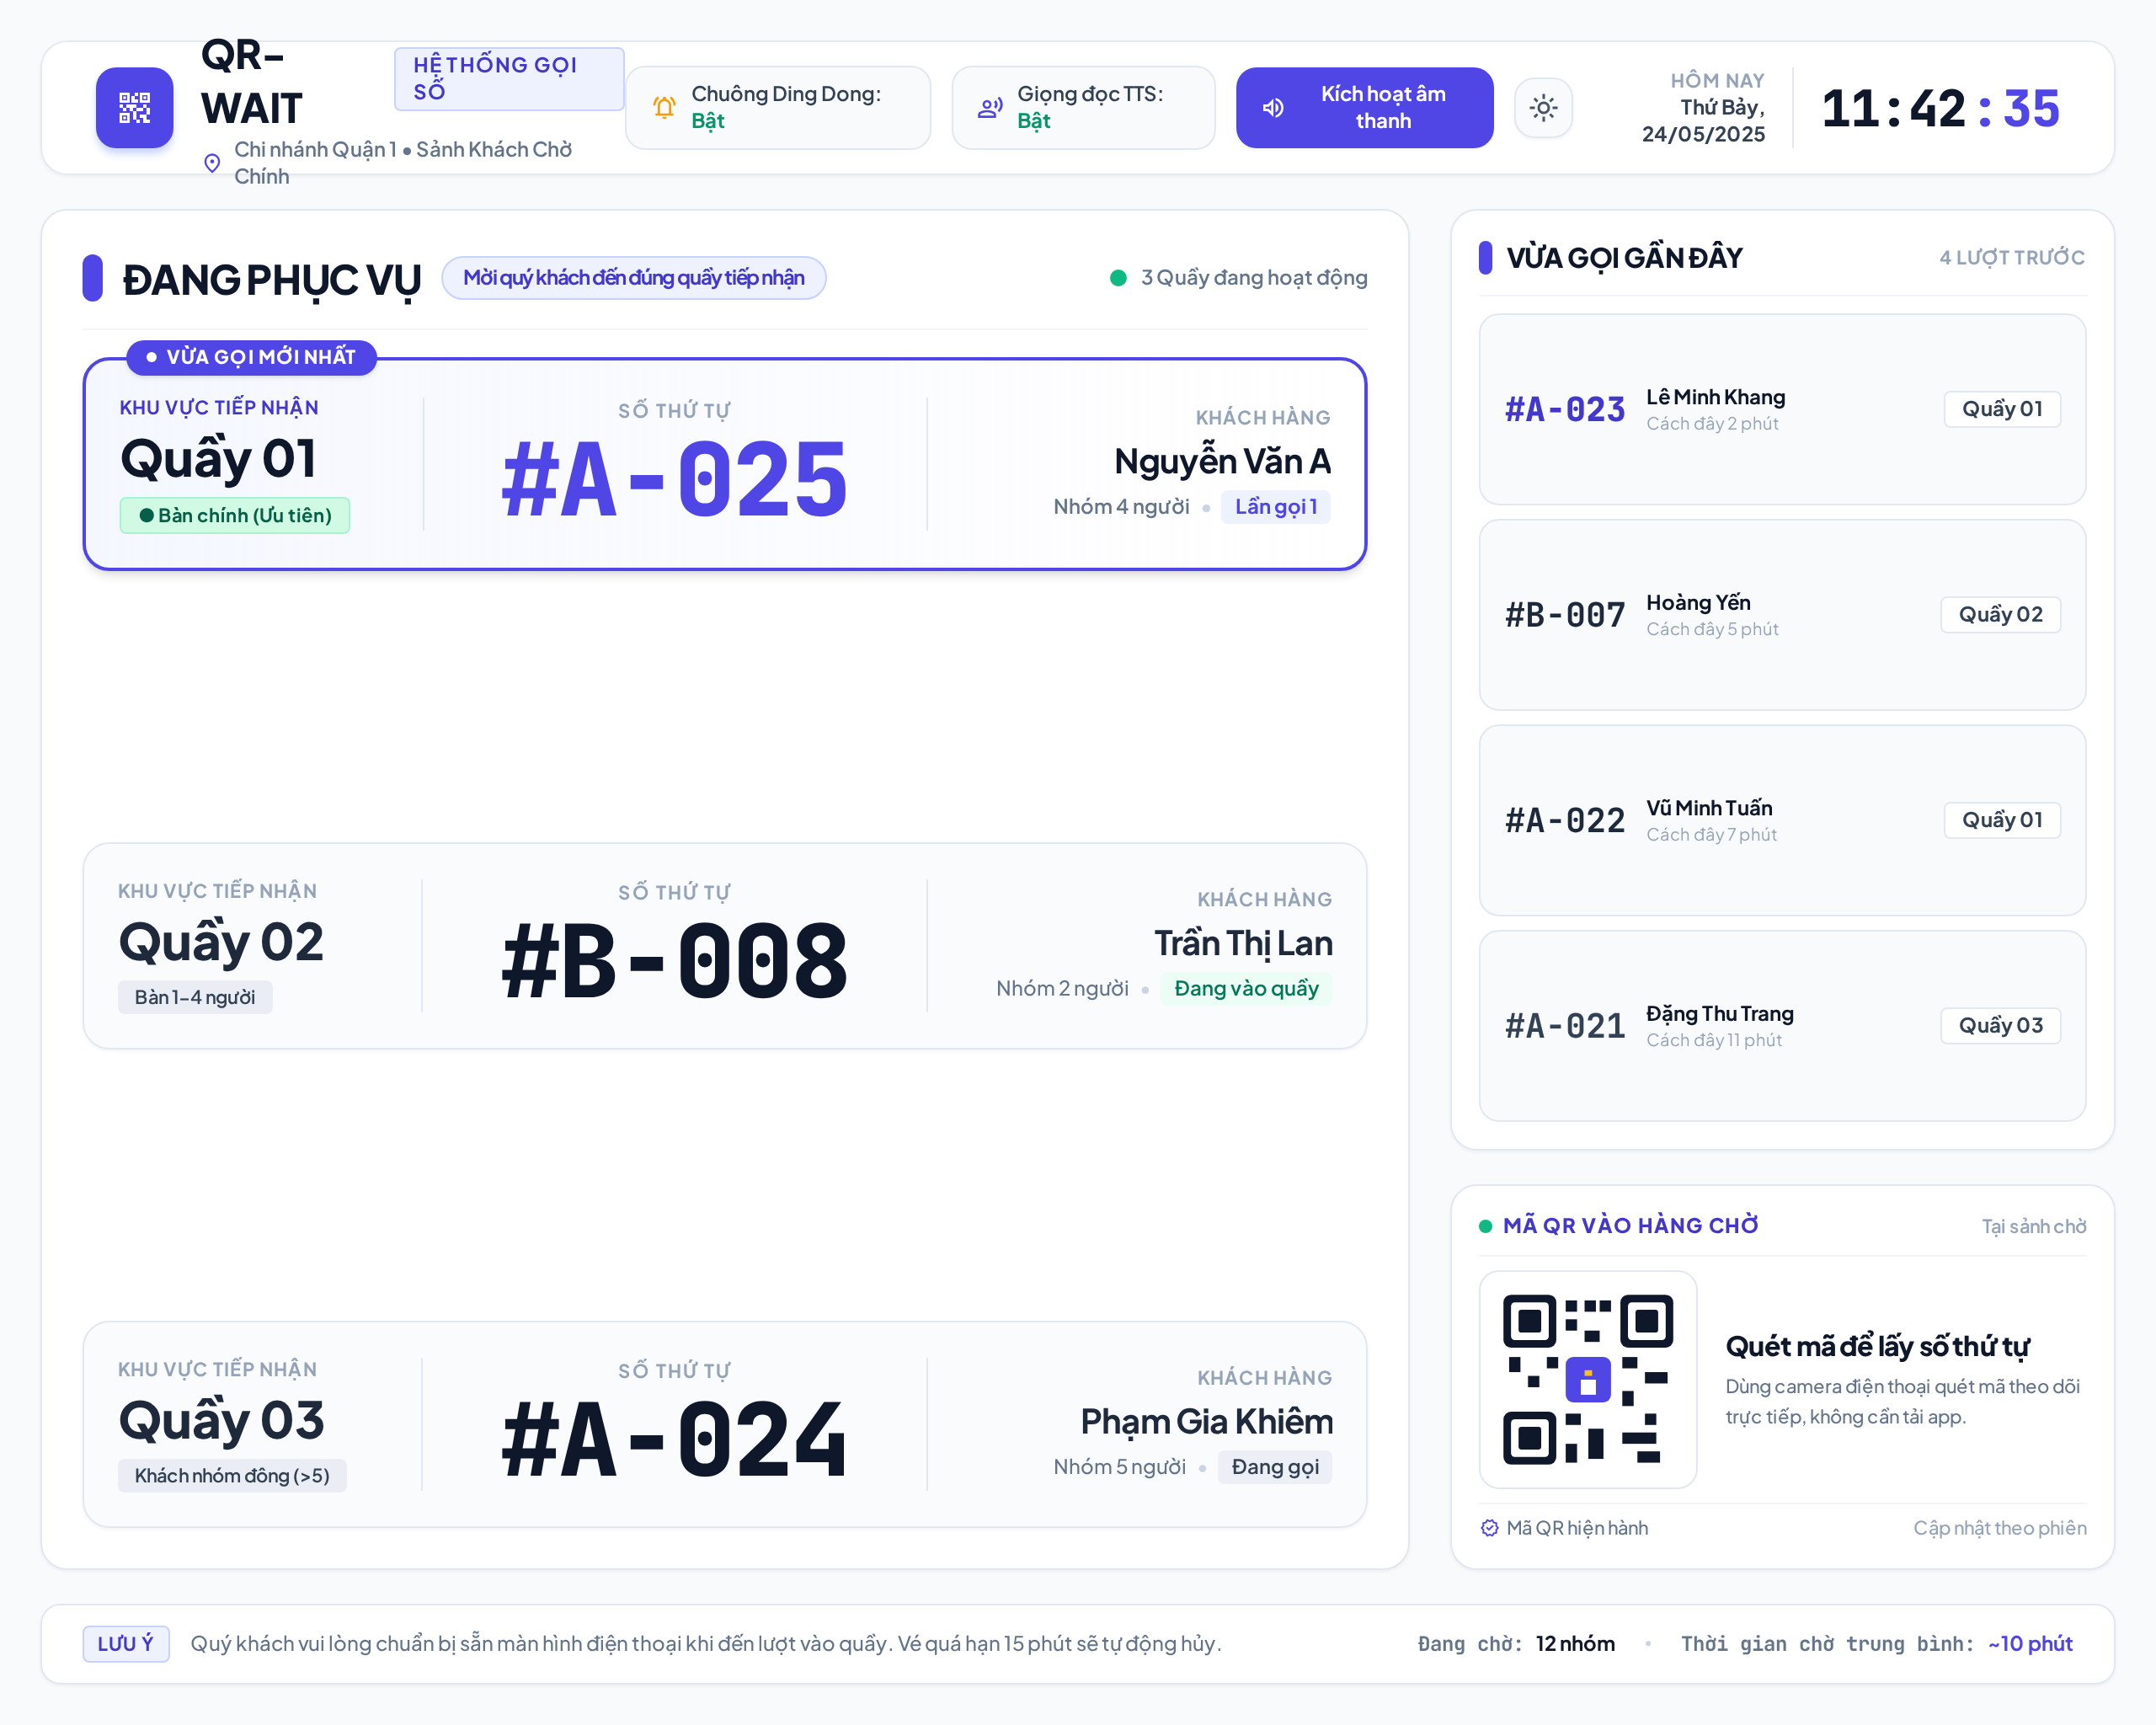 QR-
WAIT
HỆ THỐNG GỌI
SỐ
Chi nhánh Quận 1 • Sảnh Khách Chờ
Chính
Chuông Ding Dong:
Bật
Giọng đọc TTS:
Bật
Kích hoạt âm
thanh
HÔM NAY
Thứ Bảy,
24/05/2025
11:42:35
ĐANG PHỤC VỤ
Mời quý khách đến đúng quầy tiếp nhận
3 Quầy đang hoạt động
VỪA GỌI MỚI NHẤT
KHU VỰC TIẾP NHẬN
Quầy 01
Bàn chính (Ưu tiên)
SỐ THỨ TỰ
#A-025
KHÁCH HÀNG
Nguyễn Văn A
Nhóm 4 người • Lần gọi 1
KHU VỰC TIẾP NHẬN
Quầy 02
Bàn 1-4 người
SỐ THỨ TỰ
#B-008
KHÁCH HÀNG
Trần Thị Lan
Nhóm 2 người • Đang vào quầy
KHU VỰC TIẾP NHẬN
Quầy 03
Khách nhóm đông (>5)
SỐ THỨ TỰ
#A-024
KHÁCH HÀNG
Phạm Gia Khiêm
Nhóm 5 người • Đang gọi
VỪA GỌI GẦN ĐÂY
4 LƯỢT TRƯỚC
#A-023
Lê Minh Khang
Cách đây 2 phút
Quầy 01
#B-007
Hoàng Yến
Cách đây 5 phút
Quầy 02
#A-022
Vũ Minh Tuấn
Cách đây 7 phút
Quầy 01
#A-021
Đặng Thu Trang
Cách đây 11 phút
Quầy 03
MÃ QR VÀO HÀNG CHỜ
Tại sảnh chờ
Quét mã để lấy số thứ tự
Dùng camera điện thoại quét mã theo dõi
trực tiếp, không cần tải app.
Mã QR hiện hành
Cập nhật theo phiên
LƯU Ý
Quý khách vui lòng chuẩn bị sẵn màn hình điện thoại khi đến lượt vào quầy. Vé quá hạn 15 phút sẽ tự động hủy.
Đang chờ: 12 nhóm • Thời gian chờ trung bình: ~10 phút